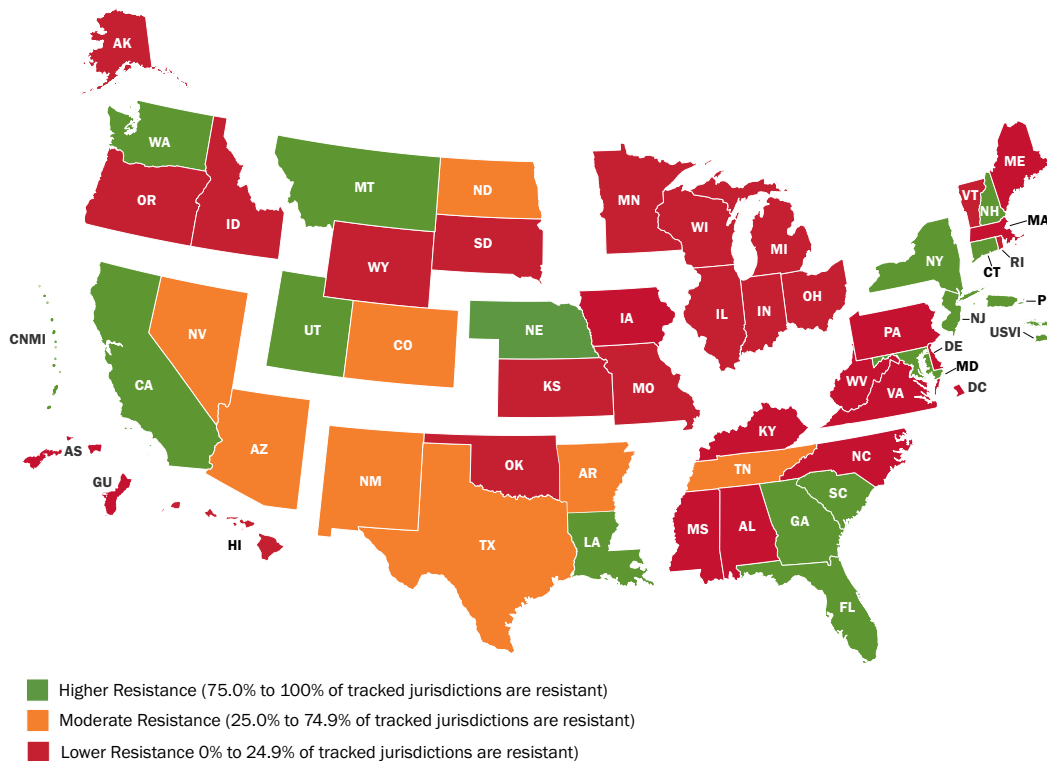 AK
WA
MT
ND
MN
ME
VT
NH
MA
OR
ID
SD
WI
MI
NY
CT
RI
WY
IA
IL
IN
OH
PA
NJ
P
USVI
CNMI
NV
UT
CO
NE
DE
MD
DC
CA
KS
MO
WV
VA
AS
GU
HI
AZ
NM
OK
AR
KY
TN
NC
SC
TX
LA
MS
AL
GA
FL
Higher Resistance (75.0% to 100% of tracked jurisdictions are resistant)
Moderate Resistance (25.0% to 74.9% of tracked jurisdictions are resistant)
Lower Resistance 0% to 24.9% of tracked jurisdictions are resistant)